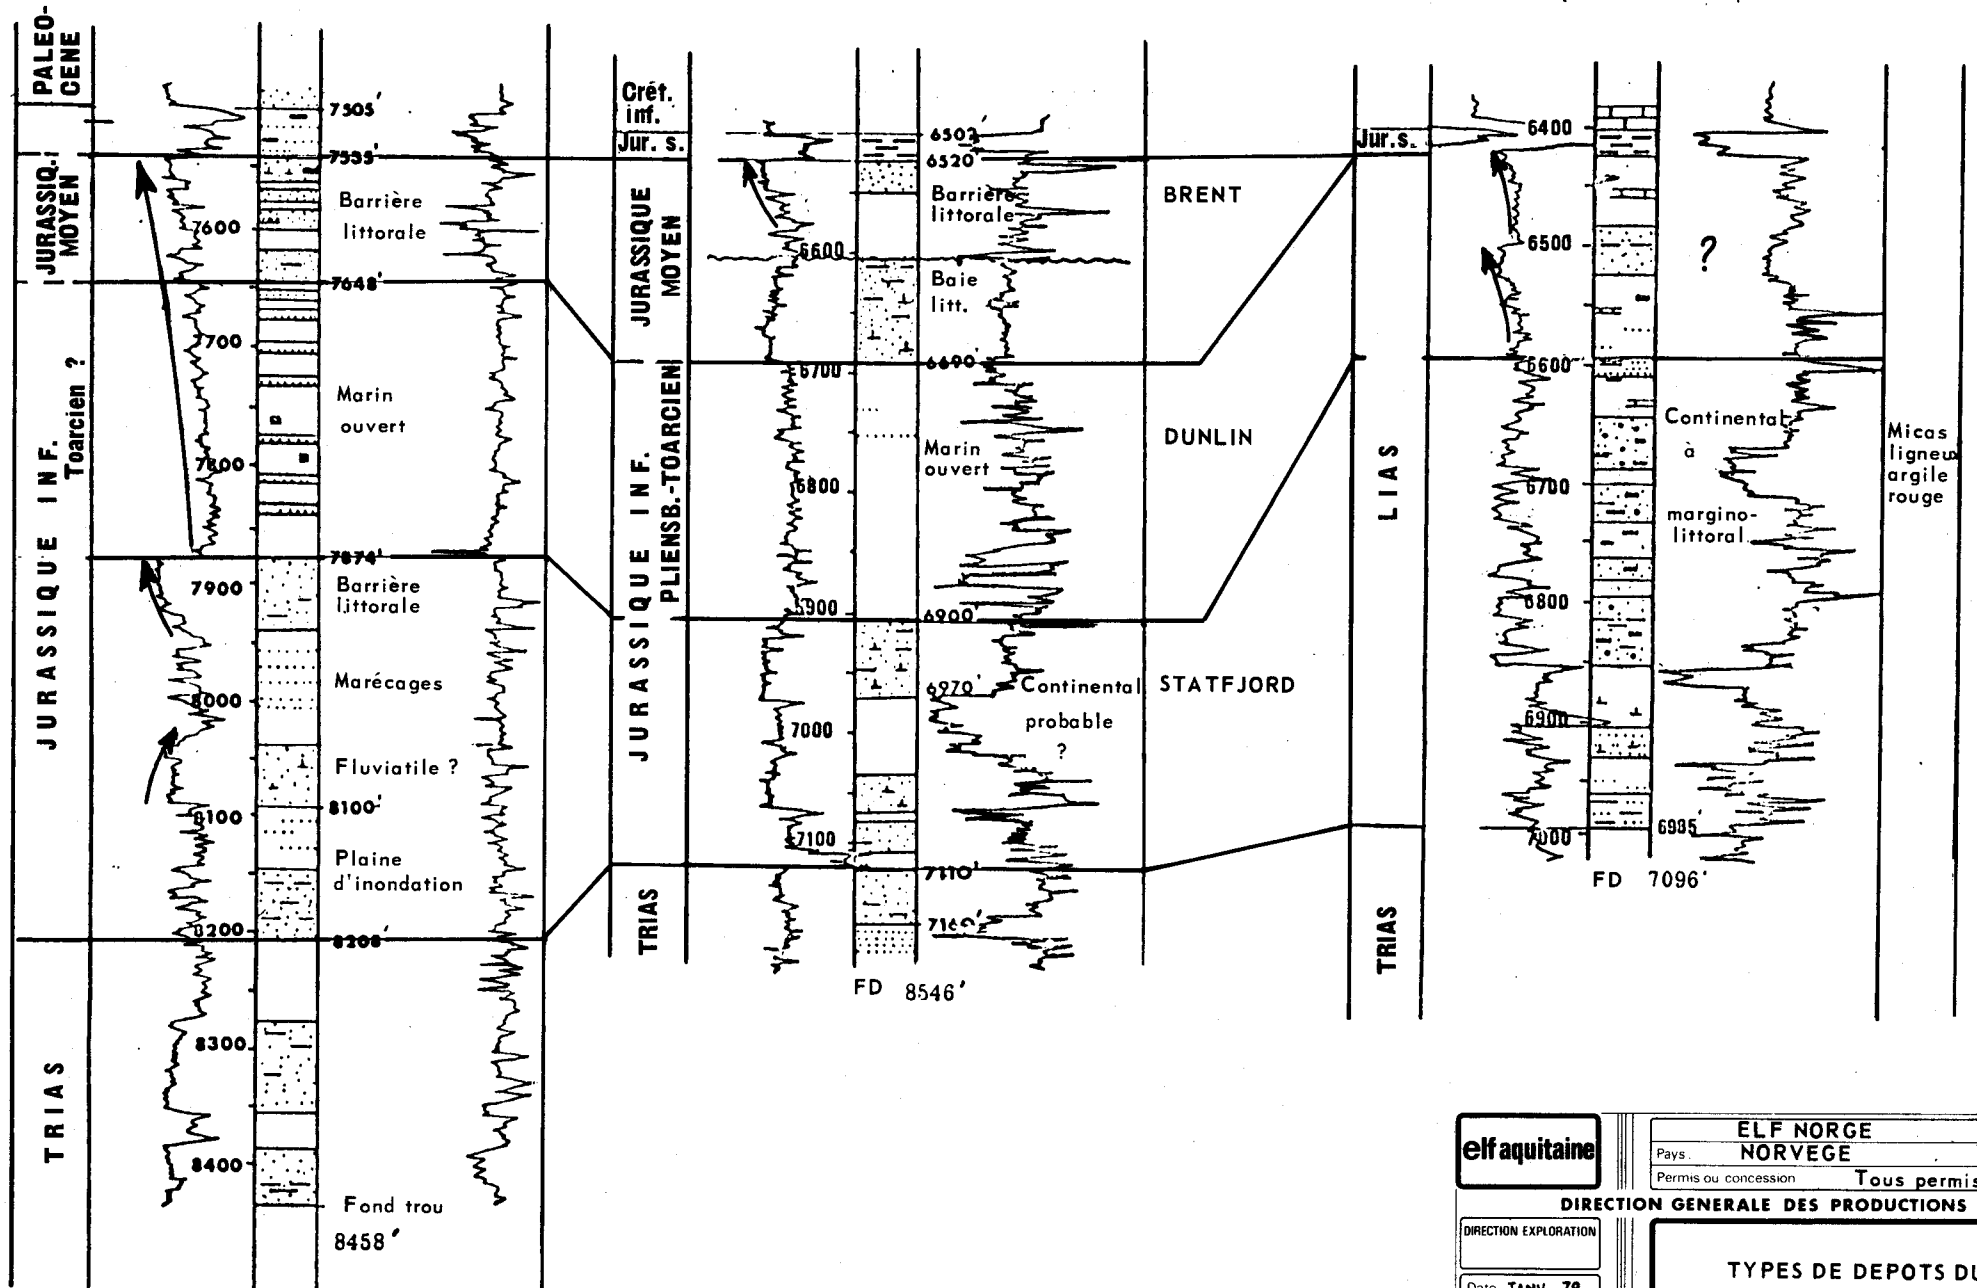 PALEO-
CENE
JURASSIQ.
MOYEN
Toarcien ?
JURASSIQUE INF.
TRIAS
7505'
7535'
Barrière
littorale
7600
7648'
7700
Marin
ouvert
7800
7874'
7900
Barrière
littorale
Marécages
8000
Fluviatile ?
8100'
8100
Plaine
d'inondation
8200
8208'
8300
8400
Fond trou
8458'
Crét.
inf.
Jur. s.
JURASSIQUE
MOYEN
JURASSIQUE INF.
PLIENSB.-TOARCIEN
TRIAS
6502'
6520'
Barrière
littorale
6600
Baie
litt.
6690'
6700
Marin
ouvert
6800
6900
6900'
6970'
Continental
probable
?
7000
7100
7110'
7160'
FD 8546'
BRENT
DUNLIN
STATFJORD
Jur.s.
LIAS
TRIAS
6400
6500
?
6600
Continental
à
margino-
littoral
6700
6800
6900
6985'
7000
FD 7096'
Micas
ligneux
argile
rouge
elf aquitaine
ELF NORGE
Pays. NORVEGE
Permis ou concession Tous permis
DIRECTION GENERALE DES PRODUCTIONS
DIRECTION EXPLORATION
TYPES DE DEPOTS DU
Date JANV. 79